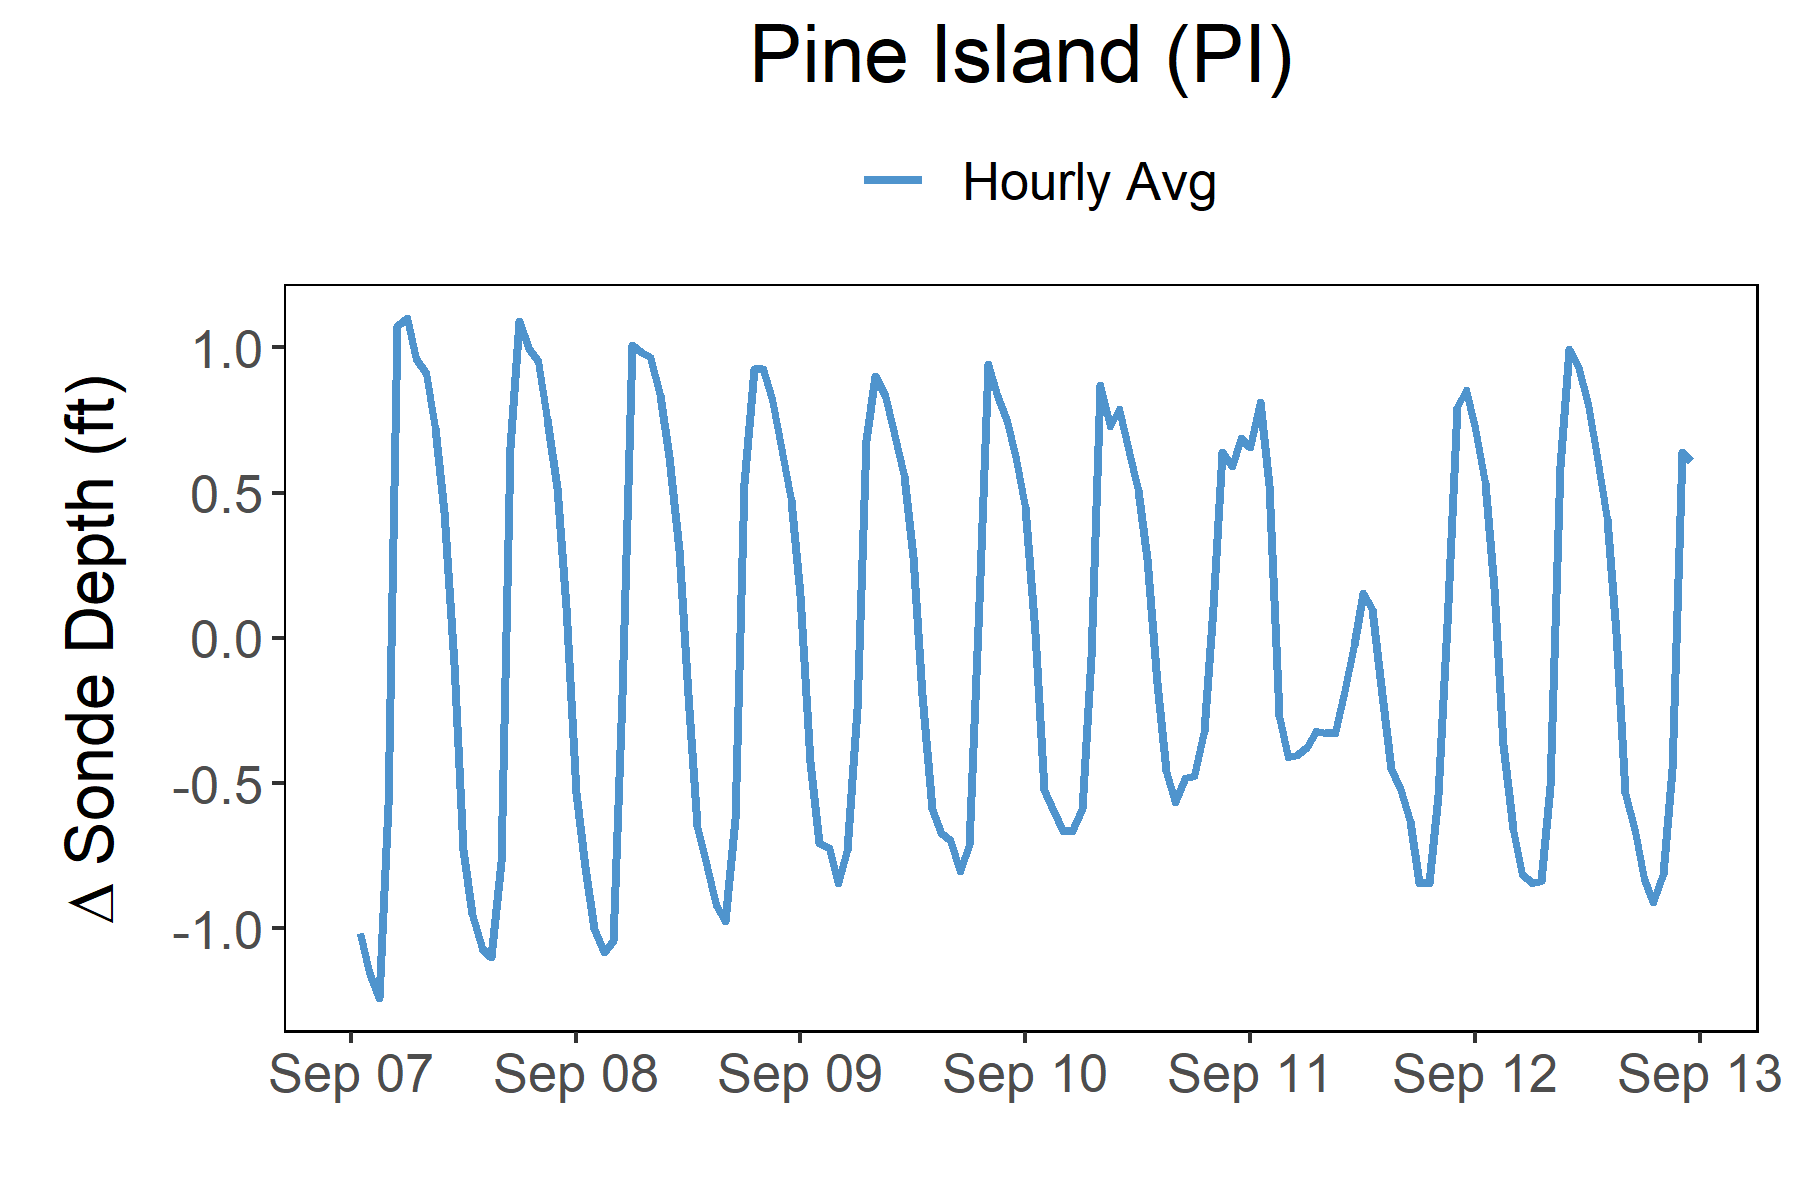 Pine Island (PI)
Hourly Avg
Δ Sonde Depth (ft)
1.0
0.5
0.0
-0.5
-1.0
Sep 07 Sep 08 Sep 09 Sep 10 Sep 11 Sep 12 Sep 13